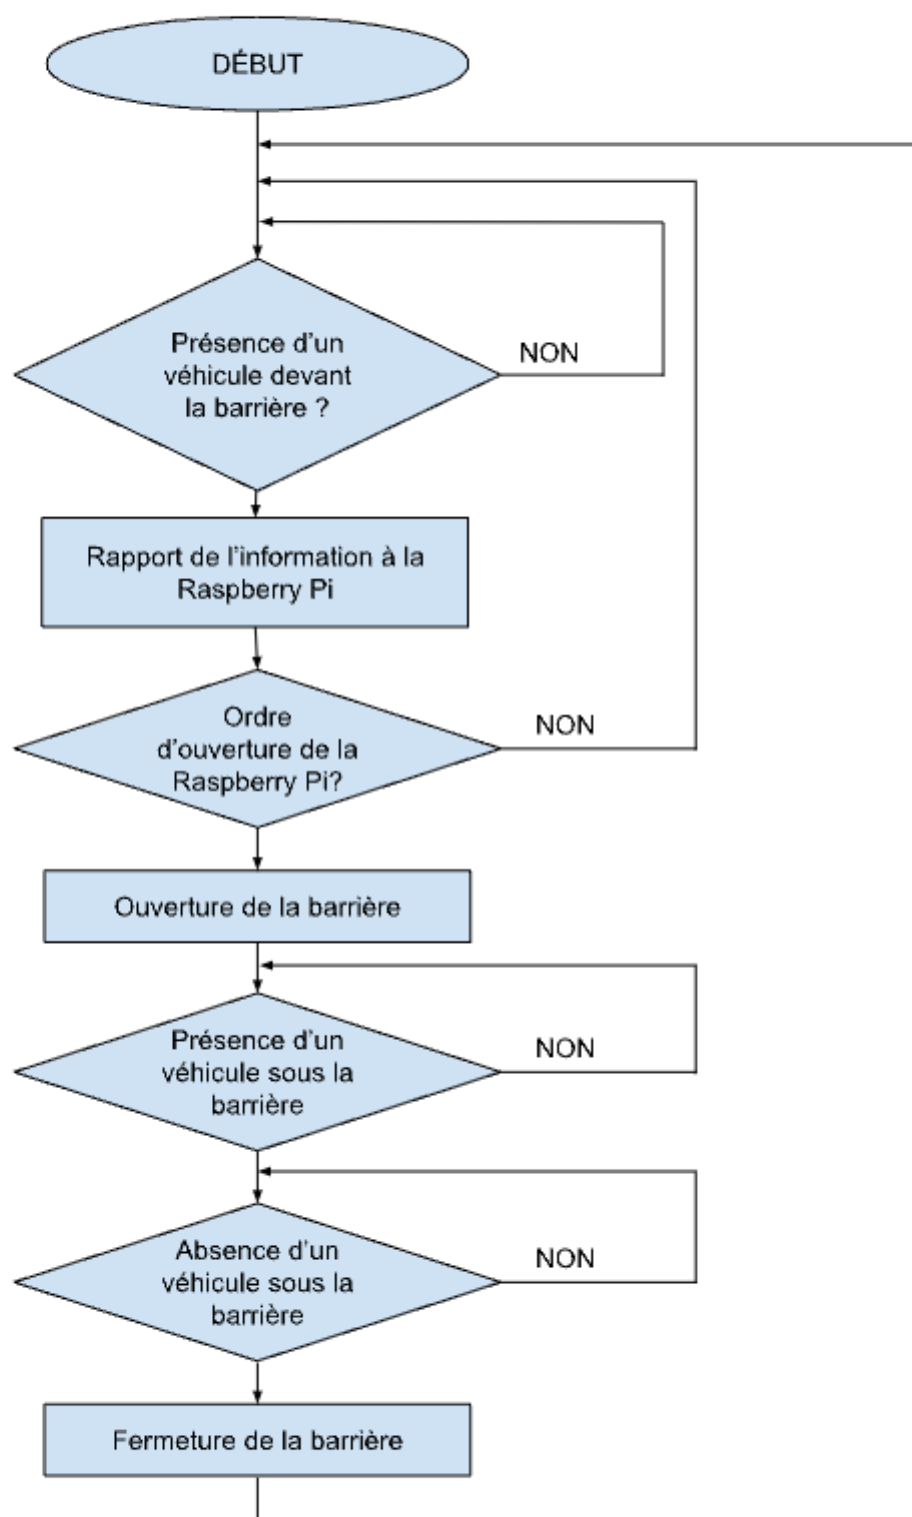 DÉBUT
Présence d'un
véhicule devant
la barrière ?
NON
Rapport de l'information à la
Raspberry Pi
Ordre
d'ouverture de la
Raspberry Pi?
NON
Ouverture de la barrière
Présence d'un
véhicule sous la
barrière
NON
Absence d'un
véhicule sous la
barrière
NON
Fermeture de la barrière